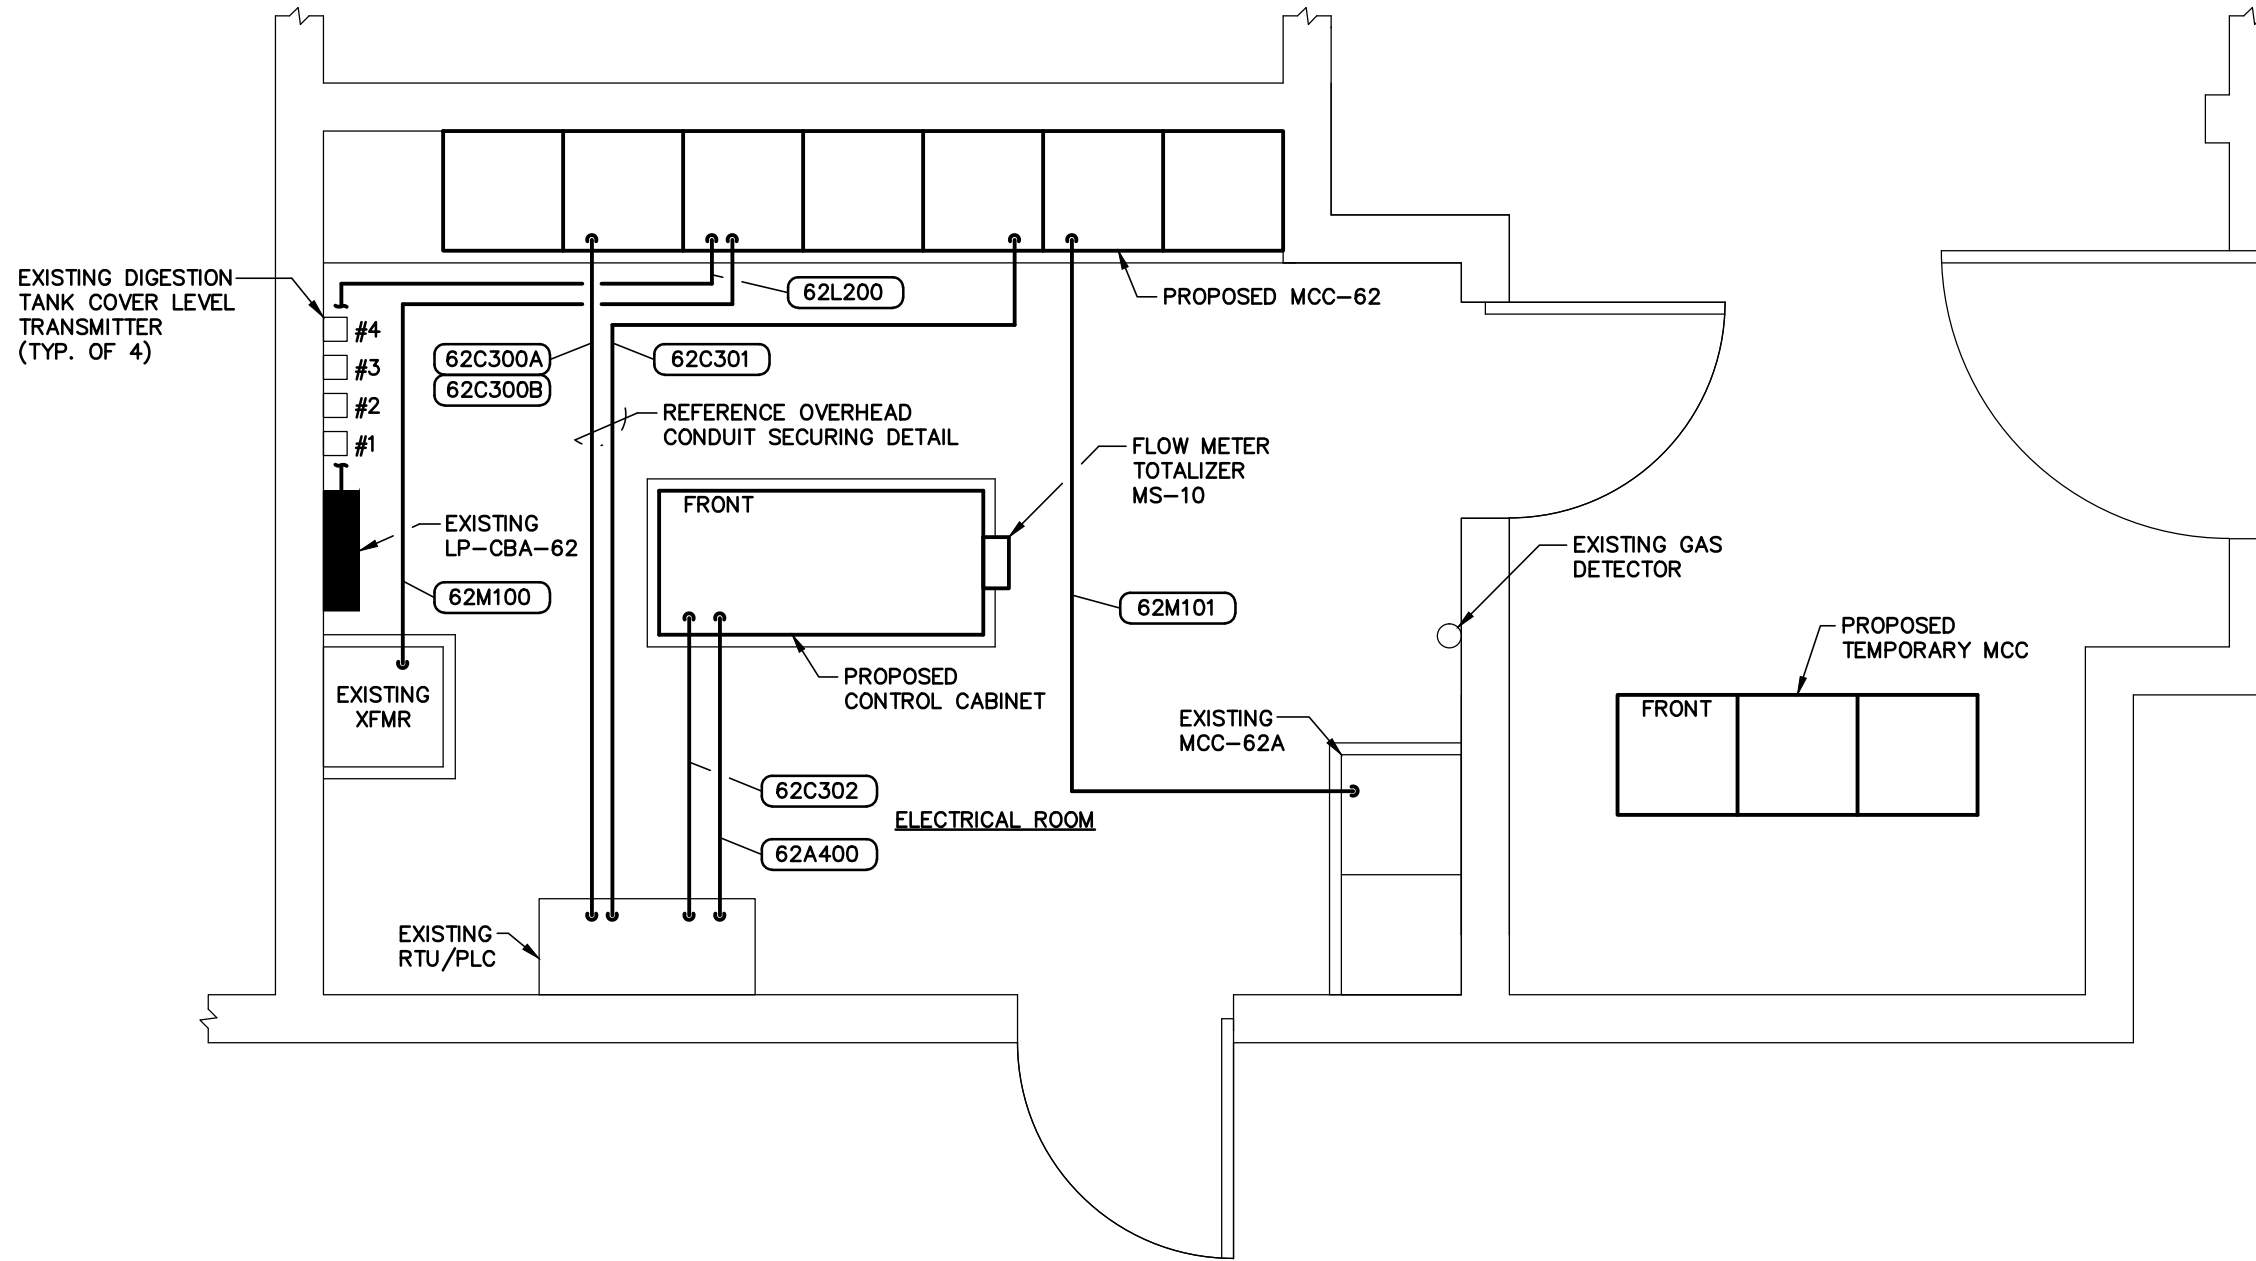 EXISTING DIGESTION
TANK COVER LEVEL
TRANSMITTER
(TYP. OF 4)
#4
#3
#2
#1
62L200
PROPOSED MCC-62
62C300A
62C300B
62C301
REFERENCE OVERHEAD
CONDUIT SECURING DETAIL
FLOW METER
TOTALIZER
MS-10
FRONT
EXISTING
LP-CBA-62
62M100
EXISTING GAS
DETECTOR
62M101
PROPOSED
TEMPORARY MCC
FRONT
EXISTING
XFMR
PROPOSED
CONTROL CABINET
EXISTING
MCC-62A
62C302
ELECTRICAL ROOM
62A400
EXISTING
RTU/PLC